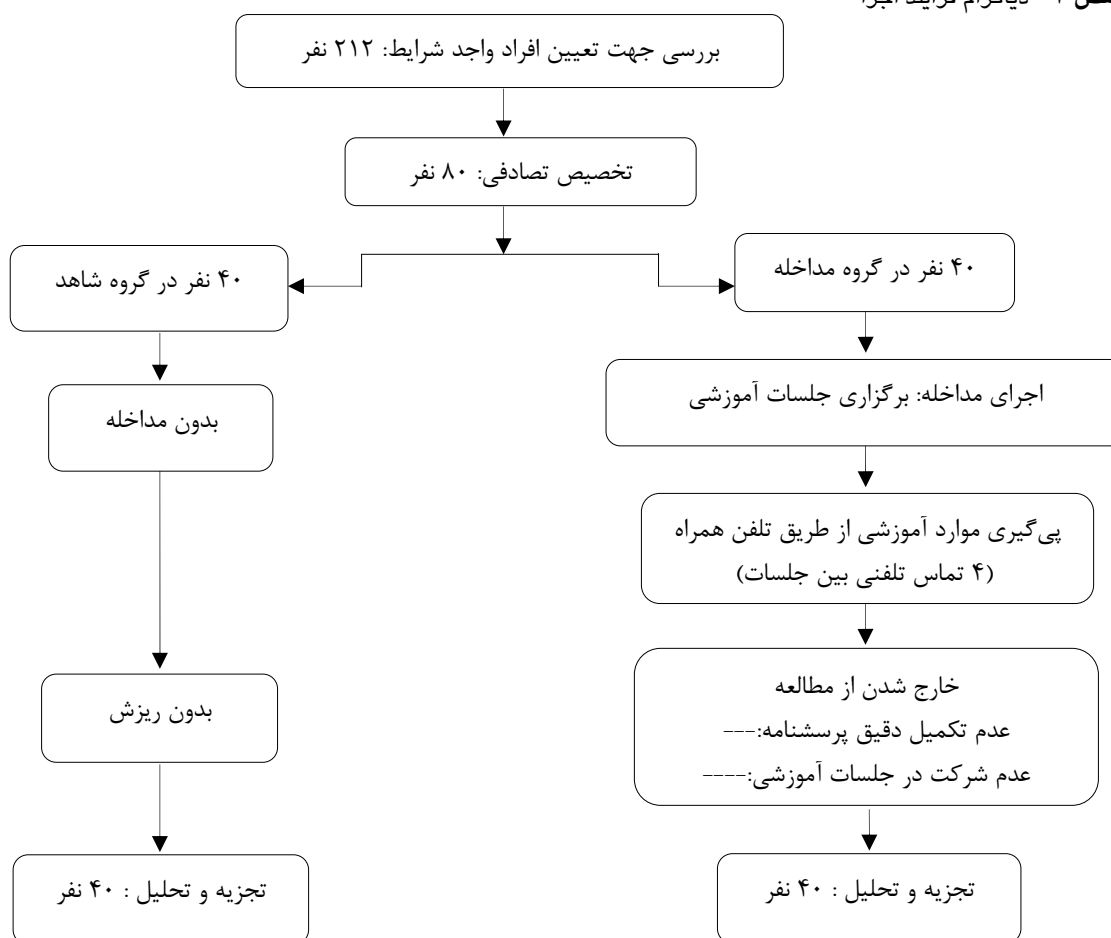 دیاگرام فرایند اجرا
بررسی جهت تعیین افراد واجد شرایط: ۲۱۲ نفر
تخصیص تصادفی: ۸۰ نفر
۴۰ نفر در گروه مداخله
۴۰ نفر در گروه شاهد
اجرای مداخله: برگزاری جلسات آموزشی
بدون مداخله
پی‌گیری موارد آموزشی از طریق تلفن همراه
(۴ تماس تلفنی بین جلسات)
خارج شدن از مطالعه
عدم تکمیل دقیق پرسشنامه:---
عدم شرکت در جلسات آموزشی:----
بدون ریزش
تجزیه و تحلیل : ۴۰ نفر
تجزیه و تحلیل : ۴۰ نفر